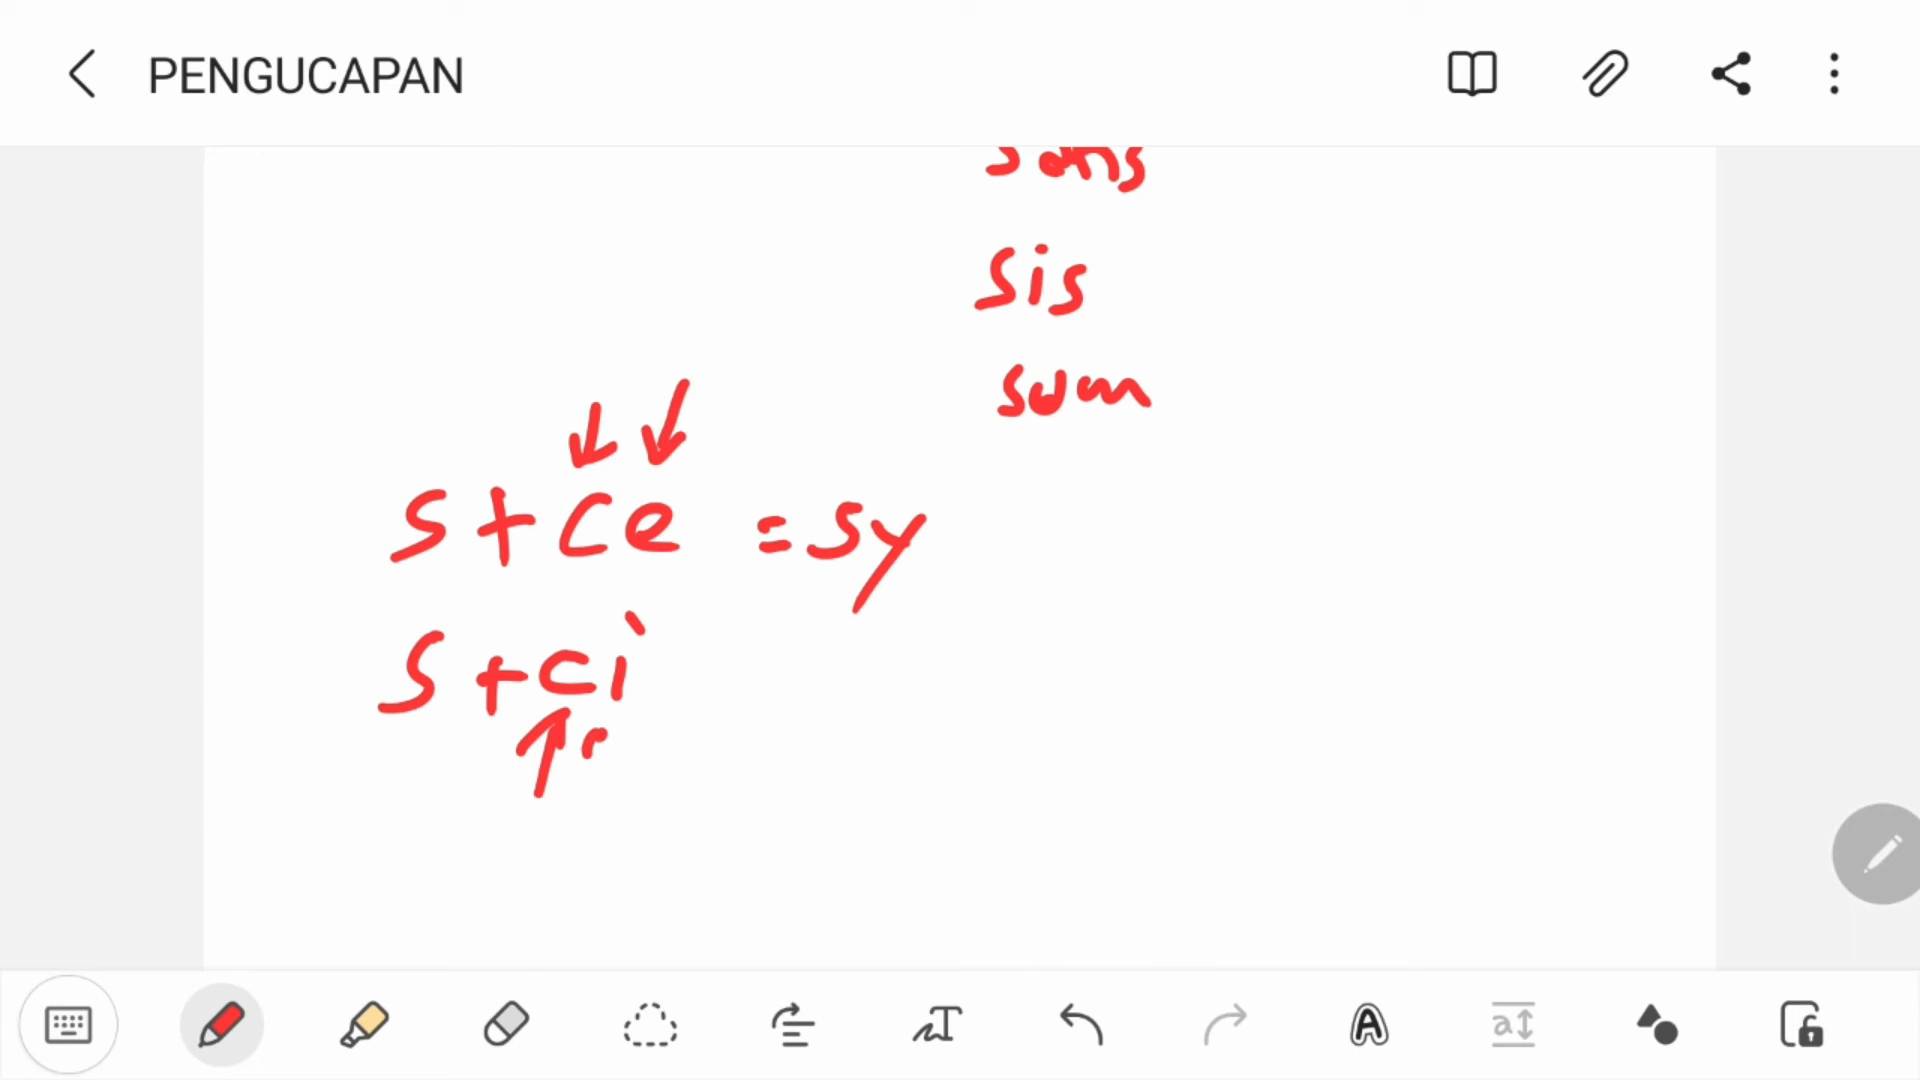 PENGUCAPAN
sis
sum
S + ce = sy
S + ci